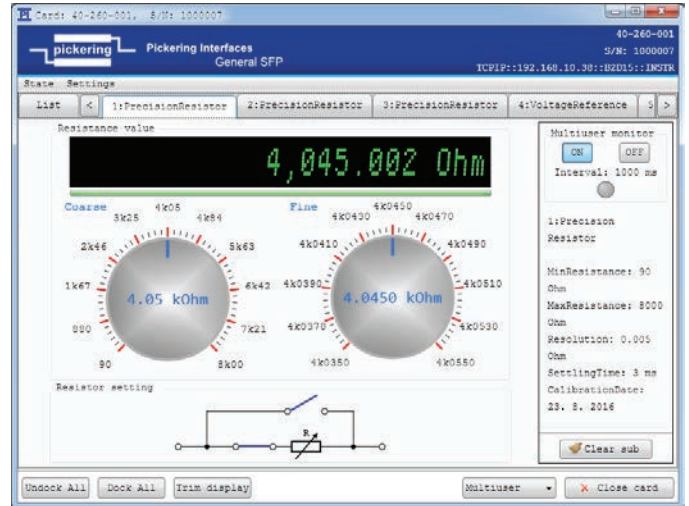 Card: 40-260-001, S/N: 1000007
pickering
Pickering Interfaces
General SFP
40-260-001
S/N: 1000007
TCPIP::192.168.10.30::B2D15::INSTR
State Settings
List < 1:PrecisionResistor 2:PrecisionResistor 3:PrecisionResistor 4:VoltageReference 5 >
Resistance value
4,045.002 Ohm
Coarse
90
880
1k67
2k46
3k25
4k05
4k84
5k63
6k42
7k21
8k00
4.05 kOhm
Fine
4k0350
4k0370
4k0390
4k0410
4k0430
4k0450
4k0470
4k0490
4k0510
4k0530
4k0550
4.0450 kOhm
Resistor setting
R
Multiuser monitor
ON OFF
Interval: 1000 ms
1:Precision
Resistor
MinResistance: 90
Ohm
MaxResistance: 8000
Ohm
Resolution: 0.005
Ohm
SettlingTime: 3 ms
CalibrationDate:
23. 8. 2016
Clear sub
Undock All Dock All Trim display Multiuser Close card